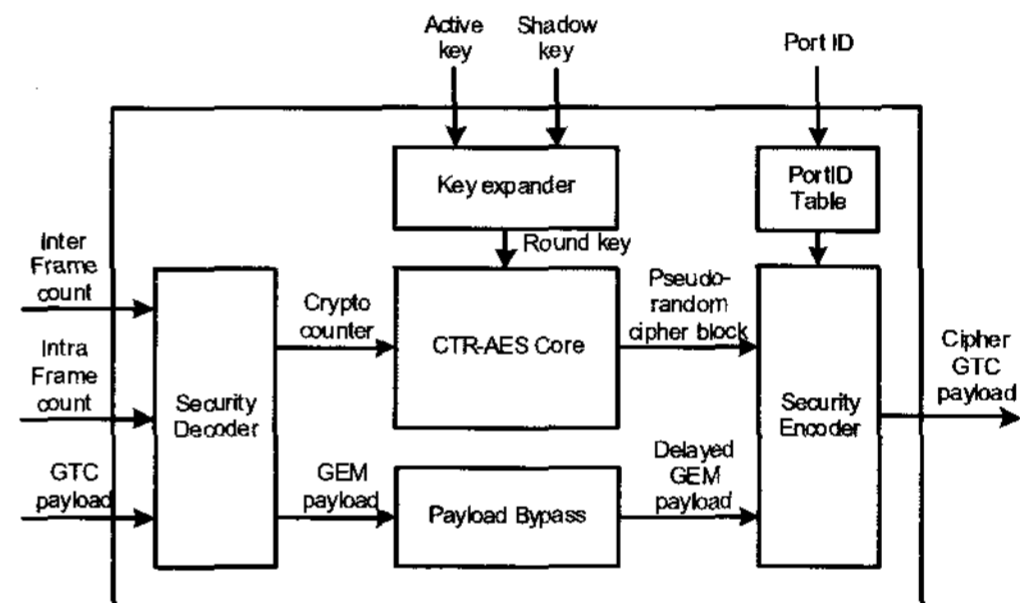 Active
key
Shadow
key
Port ID
Key expander
PortID
Table
Round key
Inter
Frame
count
Intra
Frame
count
GTC
payload
Security
Decoder
Crypto
counter
CTR-AES Core
Pseudo-
random
cipher block
GEM
payload
Payload Bypass
Delayed
GEM
payload
Security
Encoder
Cipher
GTC
payload